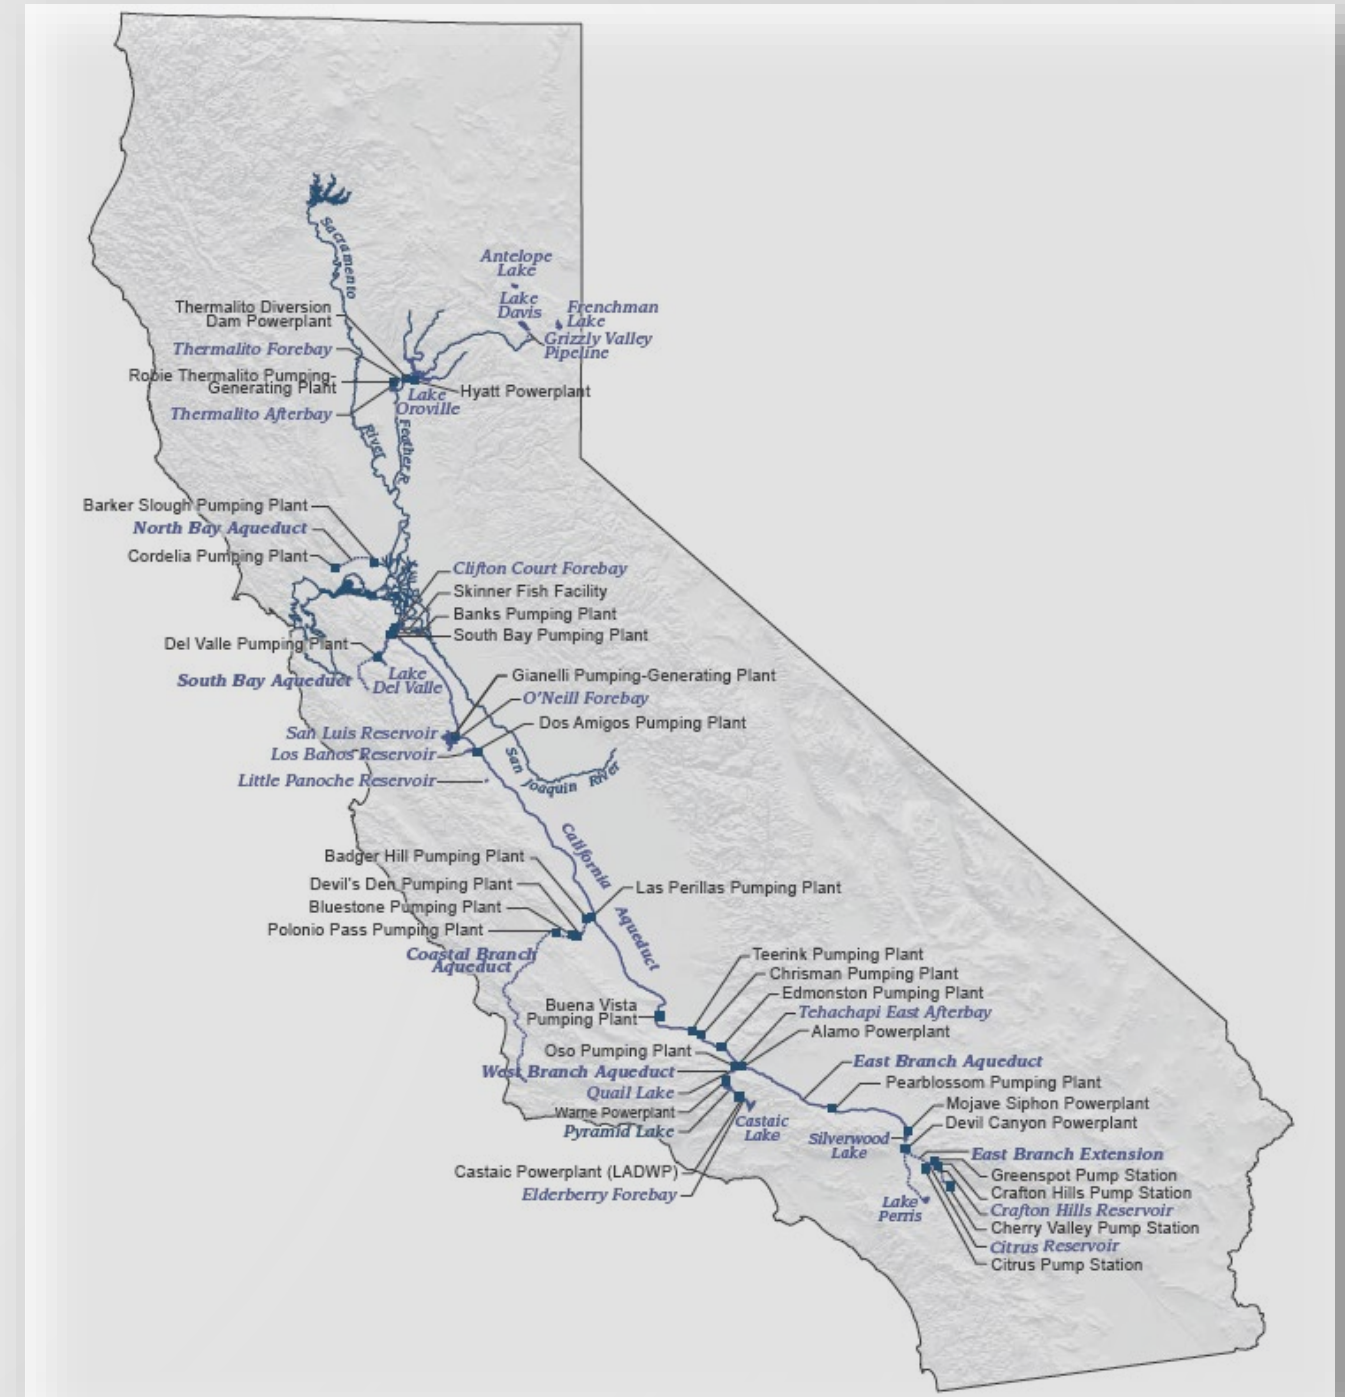 Sacramento
River
Antelope
Lake
Lake
Davis
Frenchman
Lake
Grizzly Valley
Pipeline
Thermalito Diversion
Dam Powerplant
Thermalito Forebay
Robie Thermalito Pumping-
Generating Plant
Thermalito Afterbay
Hyatt Powerplant
Lake
Oroville
Feather R
Barker Slough Pumping Plant
North Bay Aqueduct
Cordelia Pumping Plant
Clifton Court Forebay
Skinner Fish Facility
Banks Pumping Plant
South Bay Pumping Plant
Del Valle Pumping Plant
Lake
Del Valle
South Bay Aqueduct
Gianelli Pumping-Generating Plant
O'Neill Forebay
Dos Amigos Pumping Plant
San Luis Reservoir
Los Banos Reservoir
Little Panoche Reservoir
San Joaquin River
California Aqueduct
Badger Hill Pumping Plant
Devil's Den Pumping Plant
Bluestone Pumping Plant
Polonio Pass Pumping Plant
Las Perillas Pumping Plant
Coastal Branch
Aqueduct
Teerink Pumping Plant
Chrisman Pumping Plant
Edmonston Pumping Plant
Tehachapi East Afterbay
Alamo Powerplant
Buena Vista
Pumping Plant
Oso Pumping Plant
West Branch Aqueduct
Quail Lake
Warne Powerplant
Pyramid Lake
Castaic
Lake
Castaic Powerplant (LADWP)
Elderberry Forebay
East Branch Aqueduct
Pearblossom Pumping Plant
Mojave Siphon Powerplant
Devil Canyon Powerplant
Silverwood
Lake
East Branch Extension
Greenspot Pump Station
Crafton Hills Pump Station
Crafton Hills Reservoir
Cherry Valley Pump Station
Citrus Reservoir
Citrus Pump Station
Lake
Perris